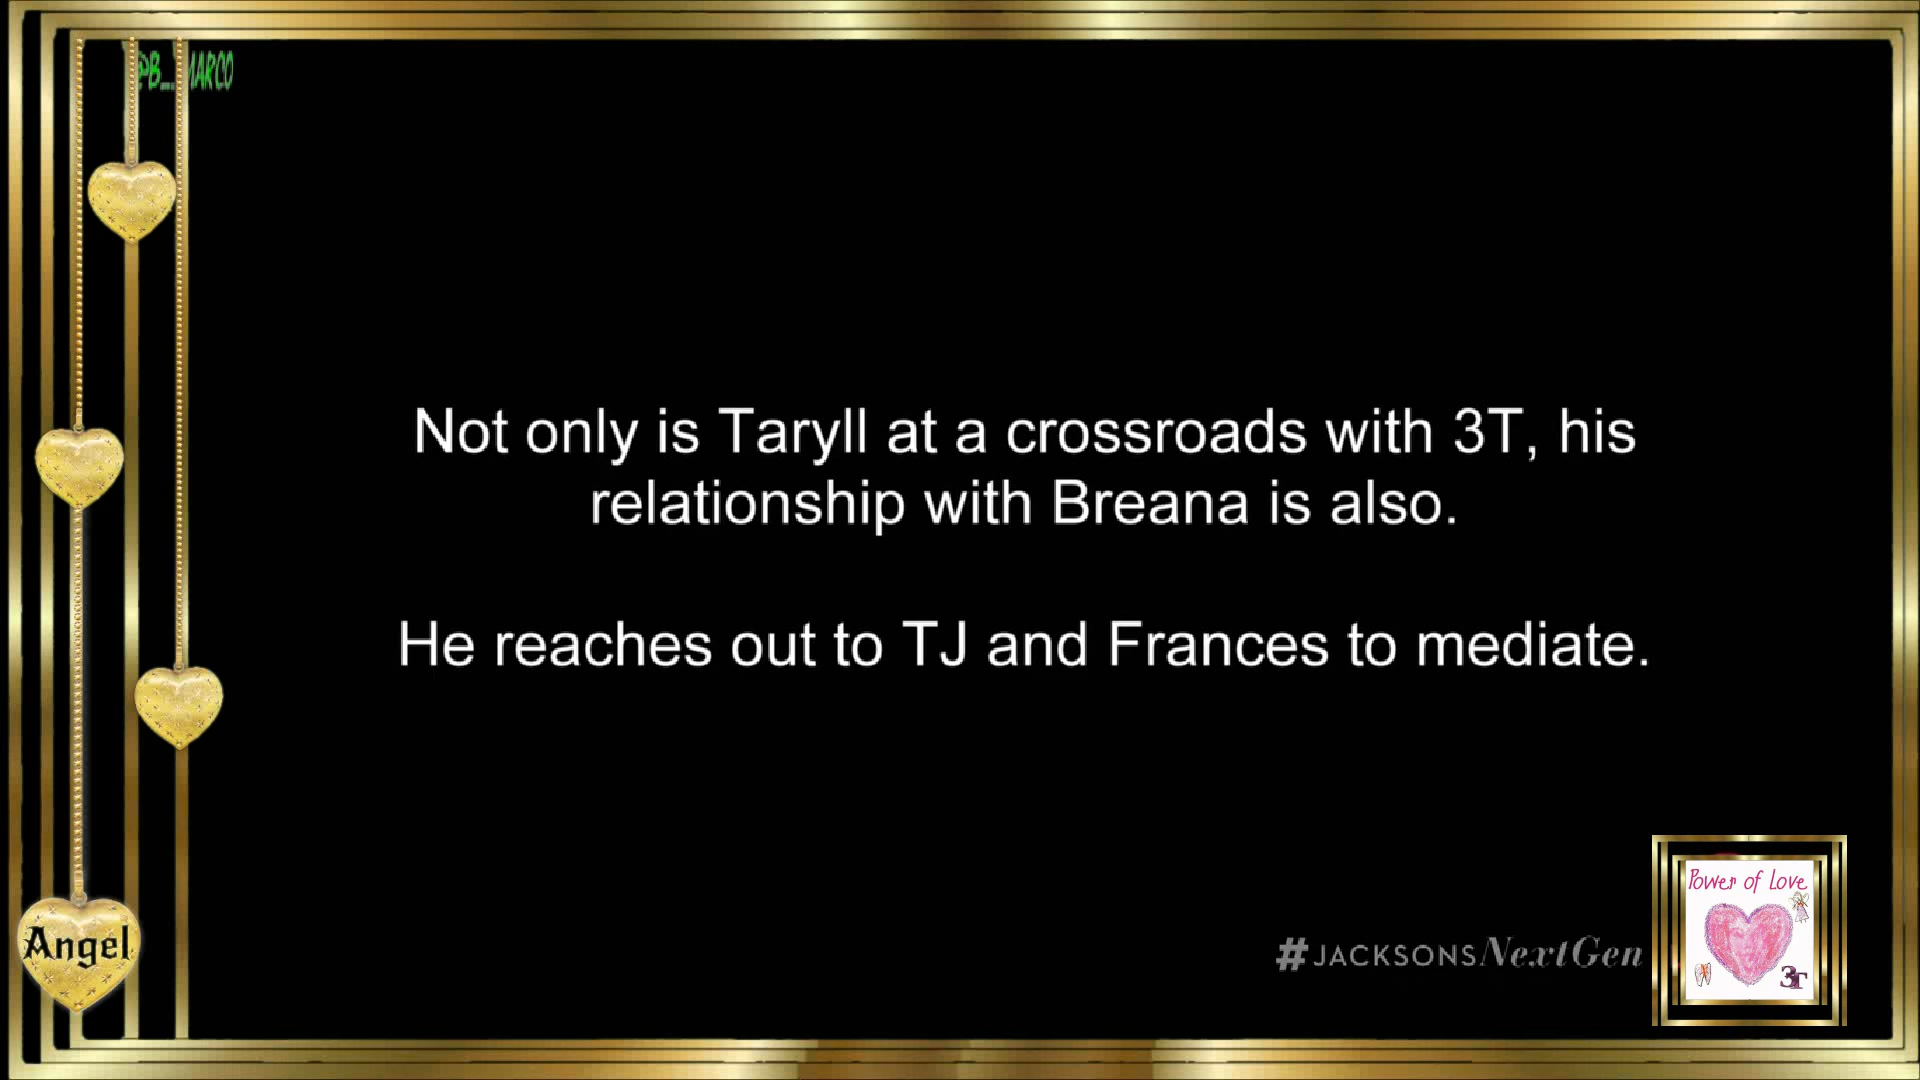 @B__MARCO
Not only is Taryll at a crossroads with 3T, his
relationship with Breana is also.
He reaches out to TJ and Frances to mediate.
Angel
#JACKSONSNextGen
Power of Love
3T